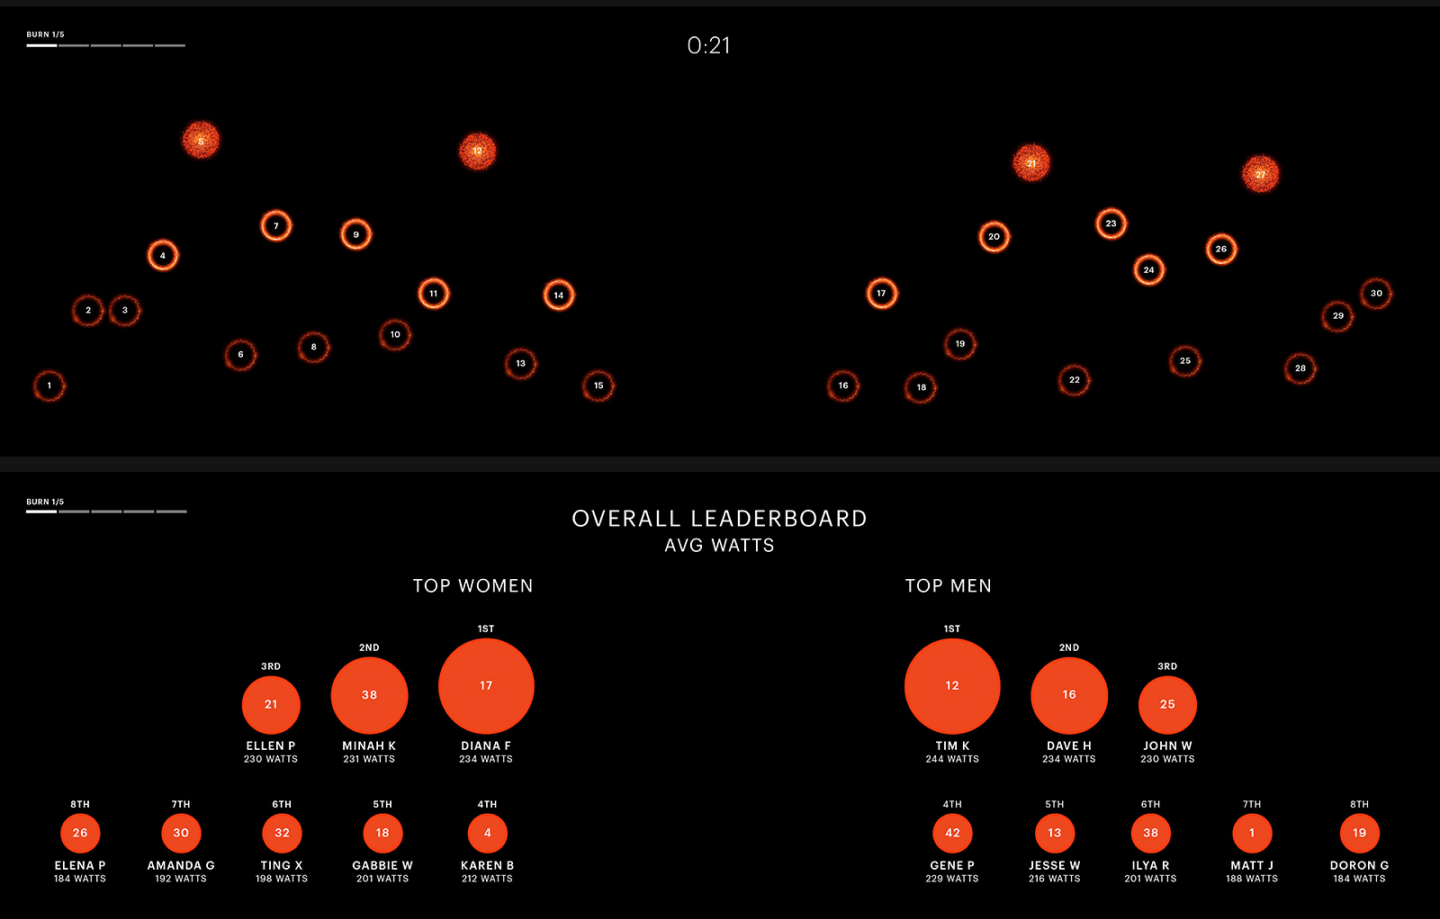 BURN 1/5
0:21
5
12
21
27
7
9
20
23
4
26
24
11
14
17
30
2
3
29
10
19
6
8
13
25
28
1
15
16
18
22
BURN 1/5
OVERALL LEADERBOARD
AVG WATTS
TOP WOMEN
3RD
21
ELLEN P
230 WATTS
2ND
38
MINAH K
231 WATTS
1ST
17
DIANA F
234 WATTS
8TH
26
ELENA P
184 WATTS
7TH
30
AMANDA G
192 WATTS
6TH
32
TING X
198 WATTS
5TH
18
GABBIE W
201 WATTS
4TH
4
KAREN B
212 WATTS
TOP MEN
1ST
12
TIM K
244 WATTS
2ND
16
DAVE H
234 WATTS
3RD
25
JOHN W
230 WATTS
4TH
42
GENE P
229 WATTS
5TH
13
JESSE W
216 WATTS
6TH
38
ILYA R
201 WATTS
7TH
1
MATT J
188 WATTS
8TH
19
DORON G
184 WATTS